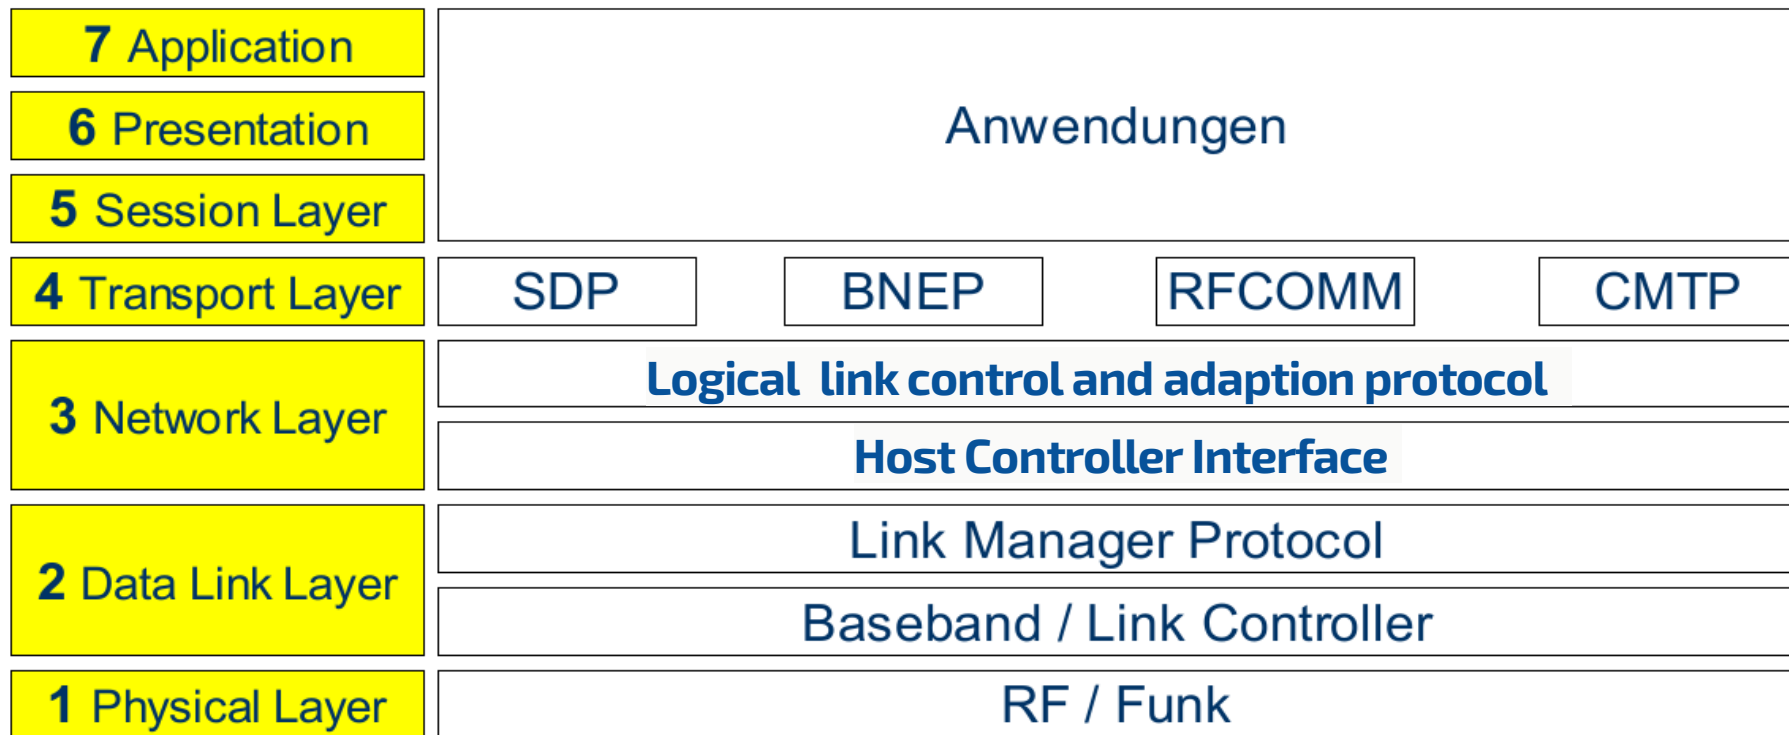 7 Application
6 Presentation
Anwendungen
5 Session Layer
4 Transport Layer
SDP
BNEP
RFCOMM
CMTP
3 Network Layer
Logical link control and adaption protocol
Host Controller Interface
2 Data Link Layer
Link Manager Protocol
Baseband / Link Controller
1 Physical Layer
RF / Funk